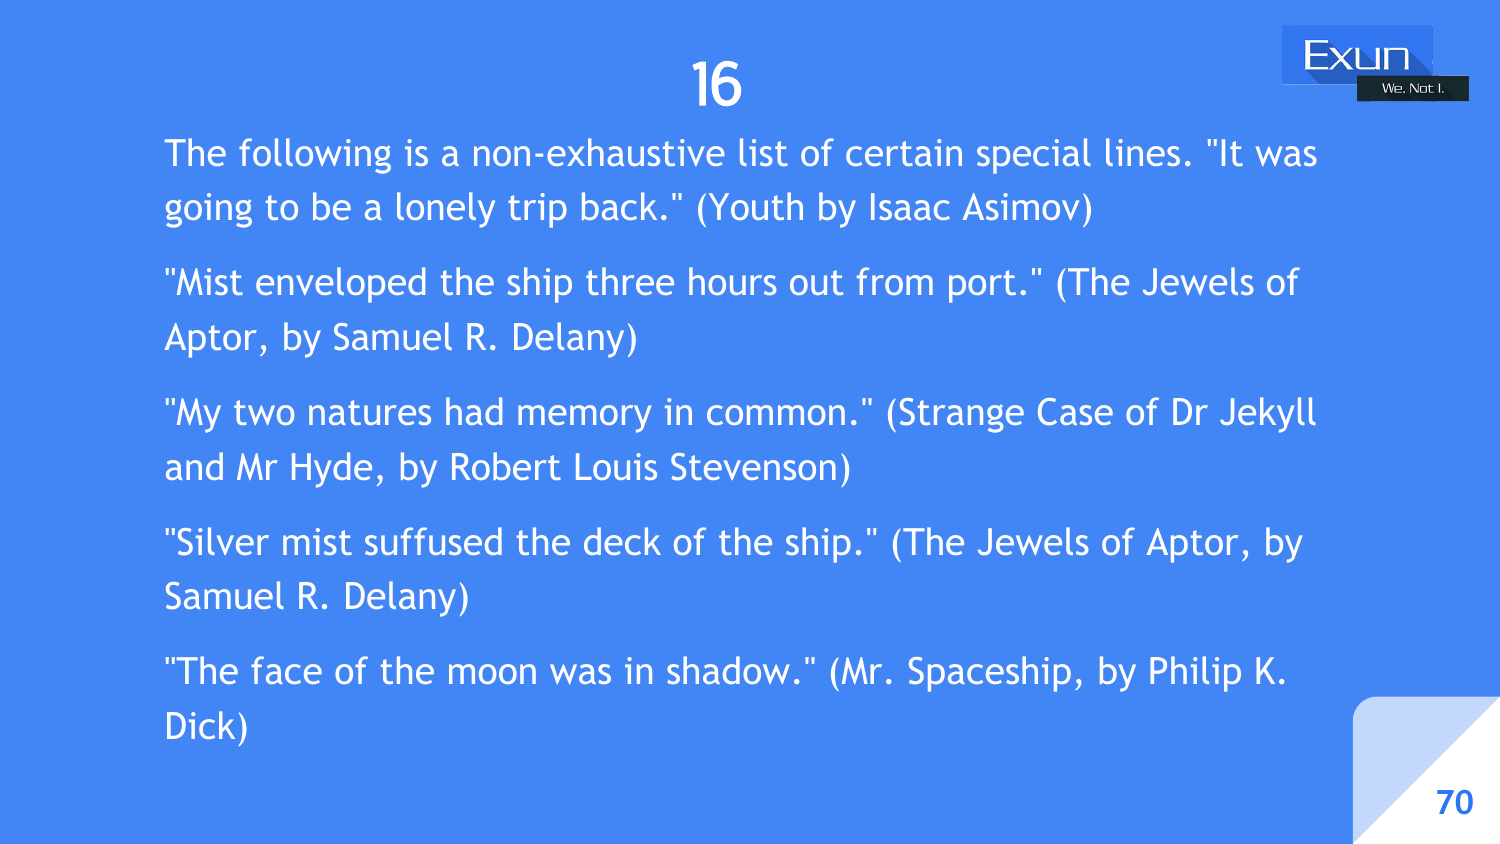 16
Exun
We, Not I.
The following is a non-exhaustive list of certain special lines. "It was
going to be a lonely trip back." (Youth by Isaac Asimov)
"Mist enveloped the ship three hours out from port." (The Jewels of
Aptor, by Samuel R. Delany)
"My two natures had memory in common." (Strange Case of Dr Jekyll
and Mr Hyde, by Robert Louis Stevenson)
"Silver mist suffused the deck of the ship." (The Jewels of Aptor, by
Samuel R. Delany)
"The face of the moon was in shadow." (Mr. Spaceship, by Philip K.
Dick)
70